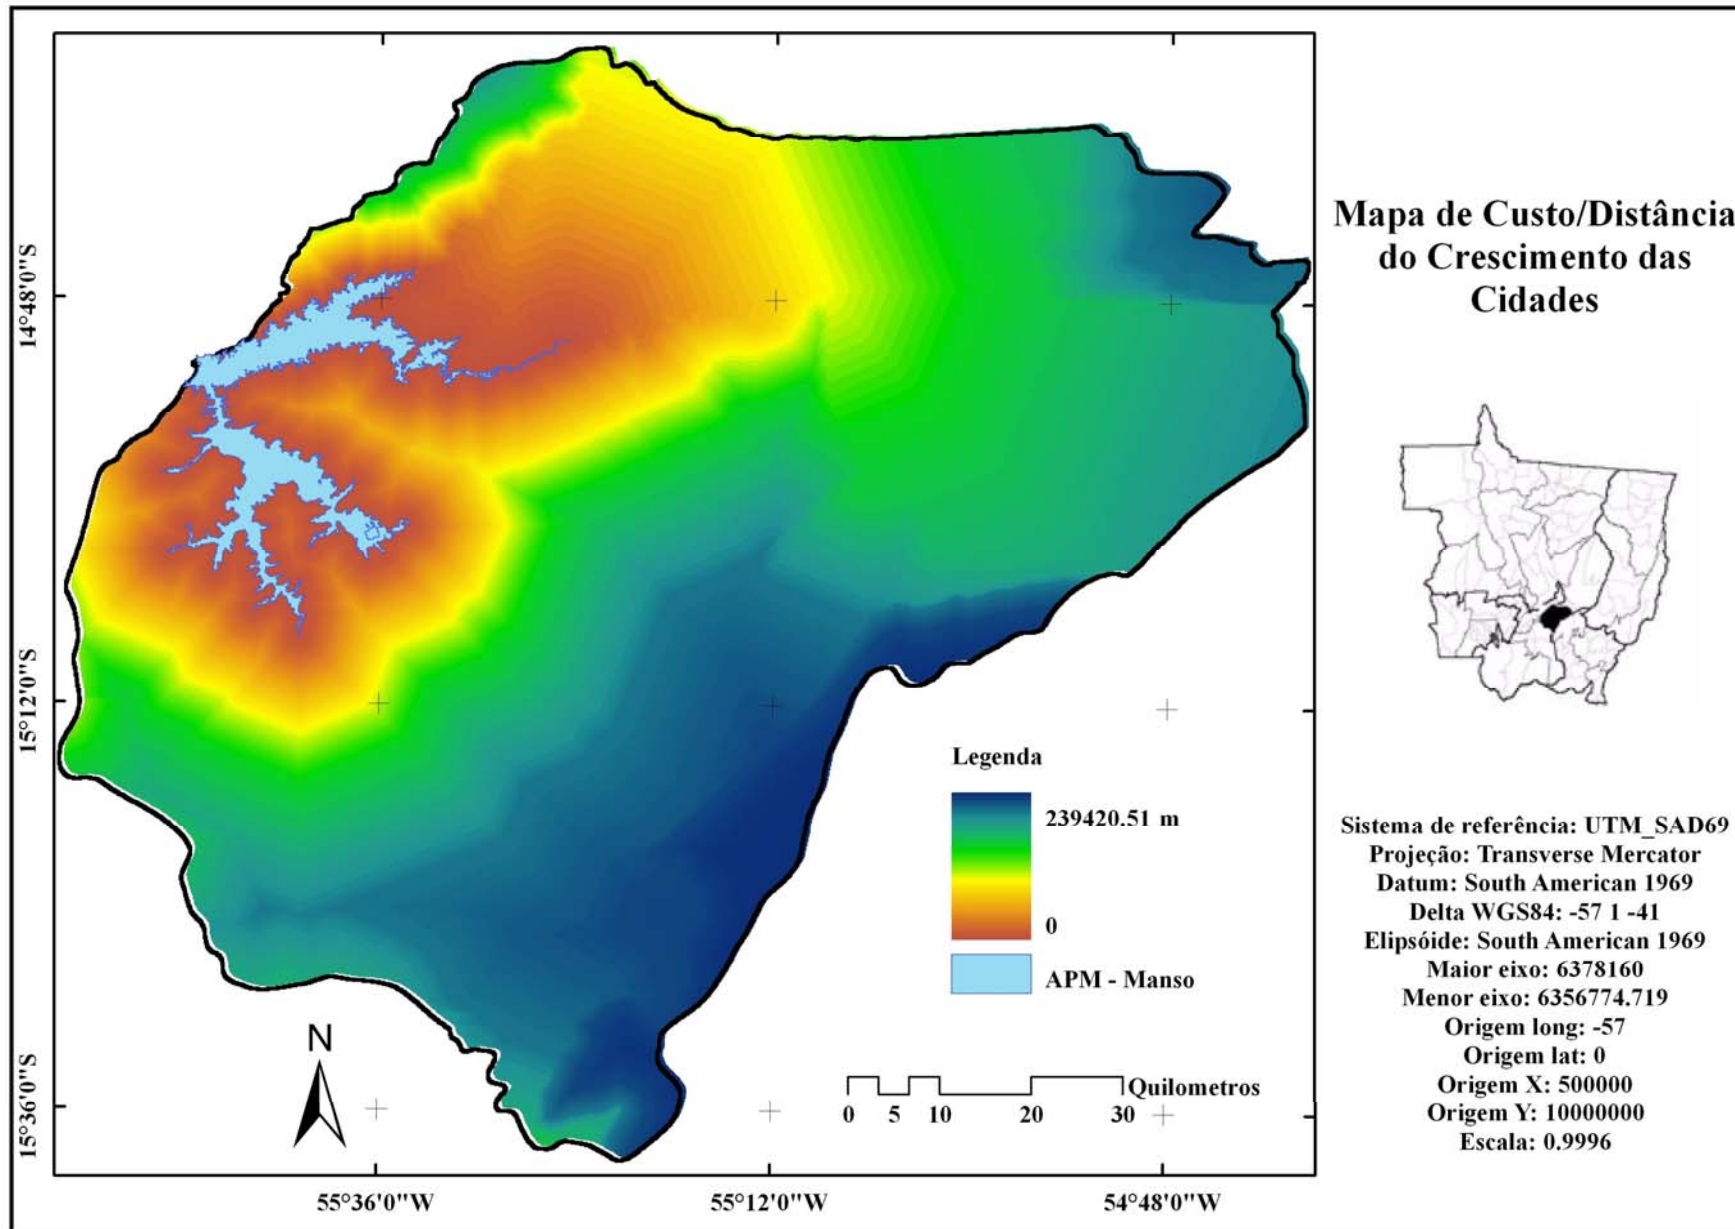 Mapa de Custo/Distância
do Crescimento das
Cidades
14°48'0"S
15°12'0"S
15°36'0"S
55°36'0"W
55°12'0"W
54°48'0"W
Legenda
239420.51 m
0
APM - Manso
N
Quilometros
0 5 10 20 30
Sistema de referência: UTM_SAD69
Projeção: Transverse Mercator
Datum: South American 1969
Delta WGS84: -57 1 -41
Elipsóide: South American 1969
Maior eixo: 6378160
Menor eixo: 6356774.719
Origem long: -57
Origem lat: 0
Origem X: 500000
Origem Y: 10000000
Escala: 0.9996